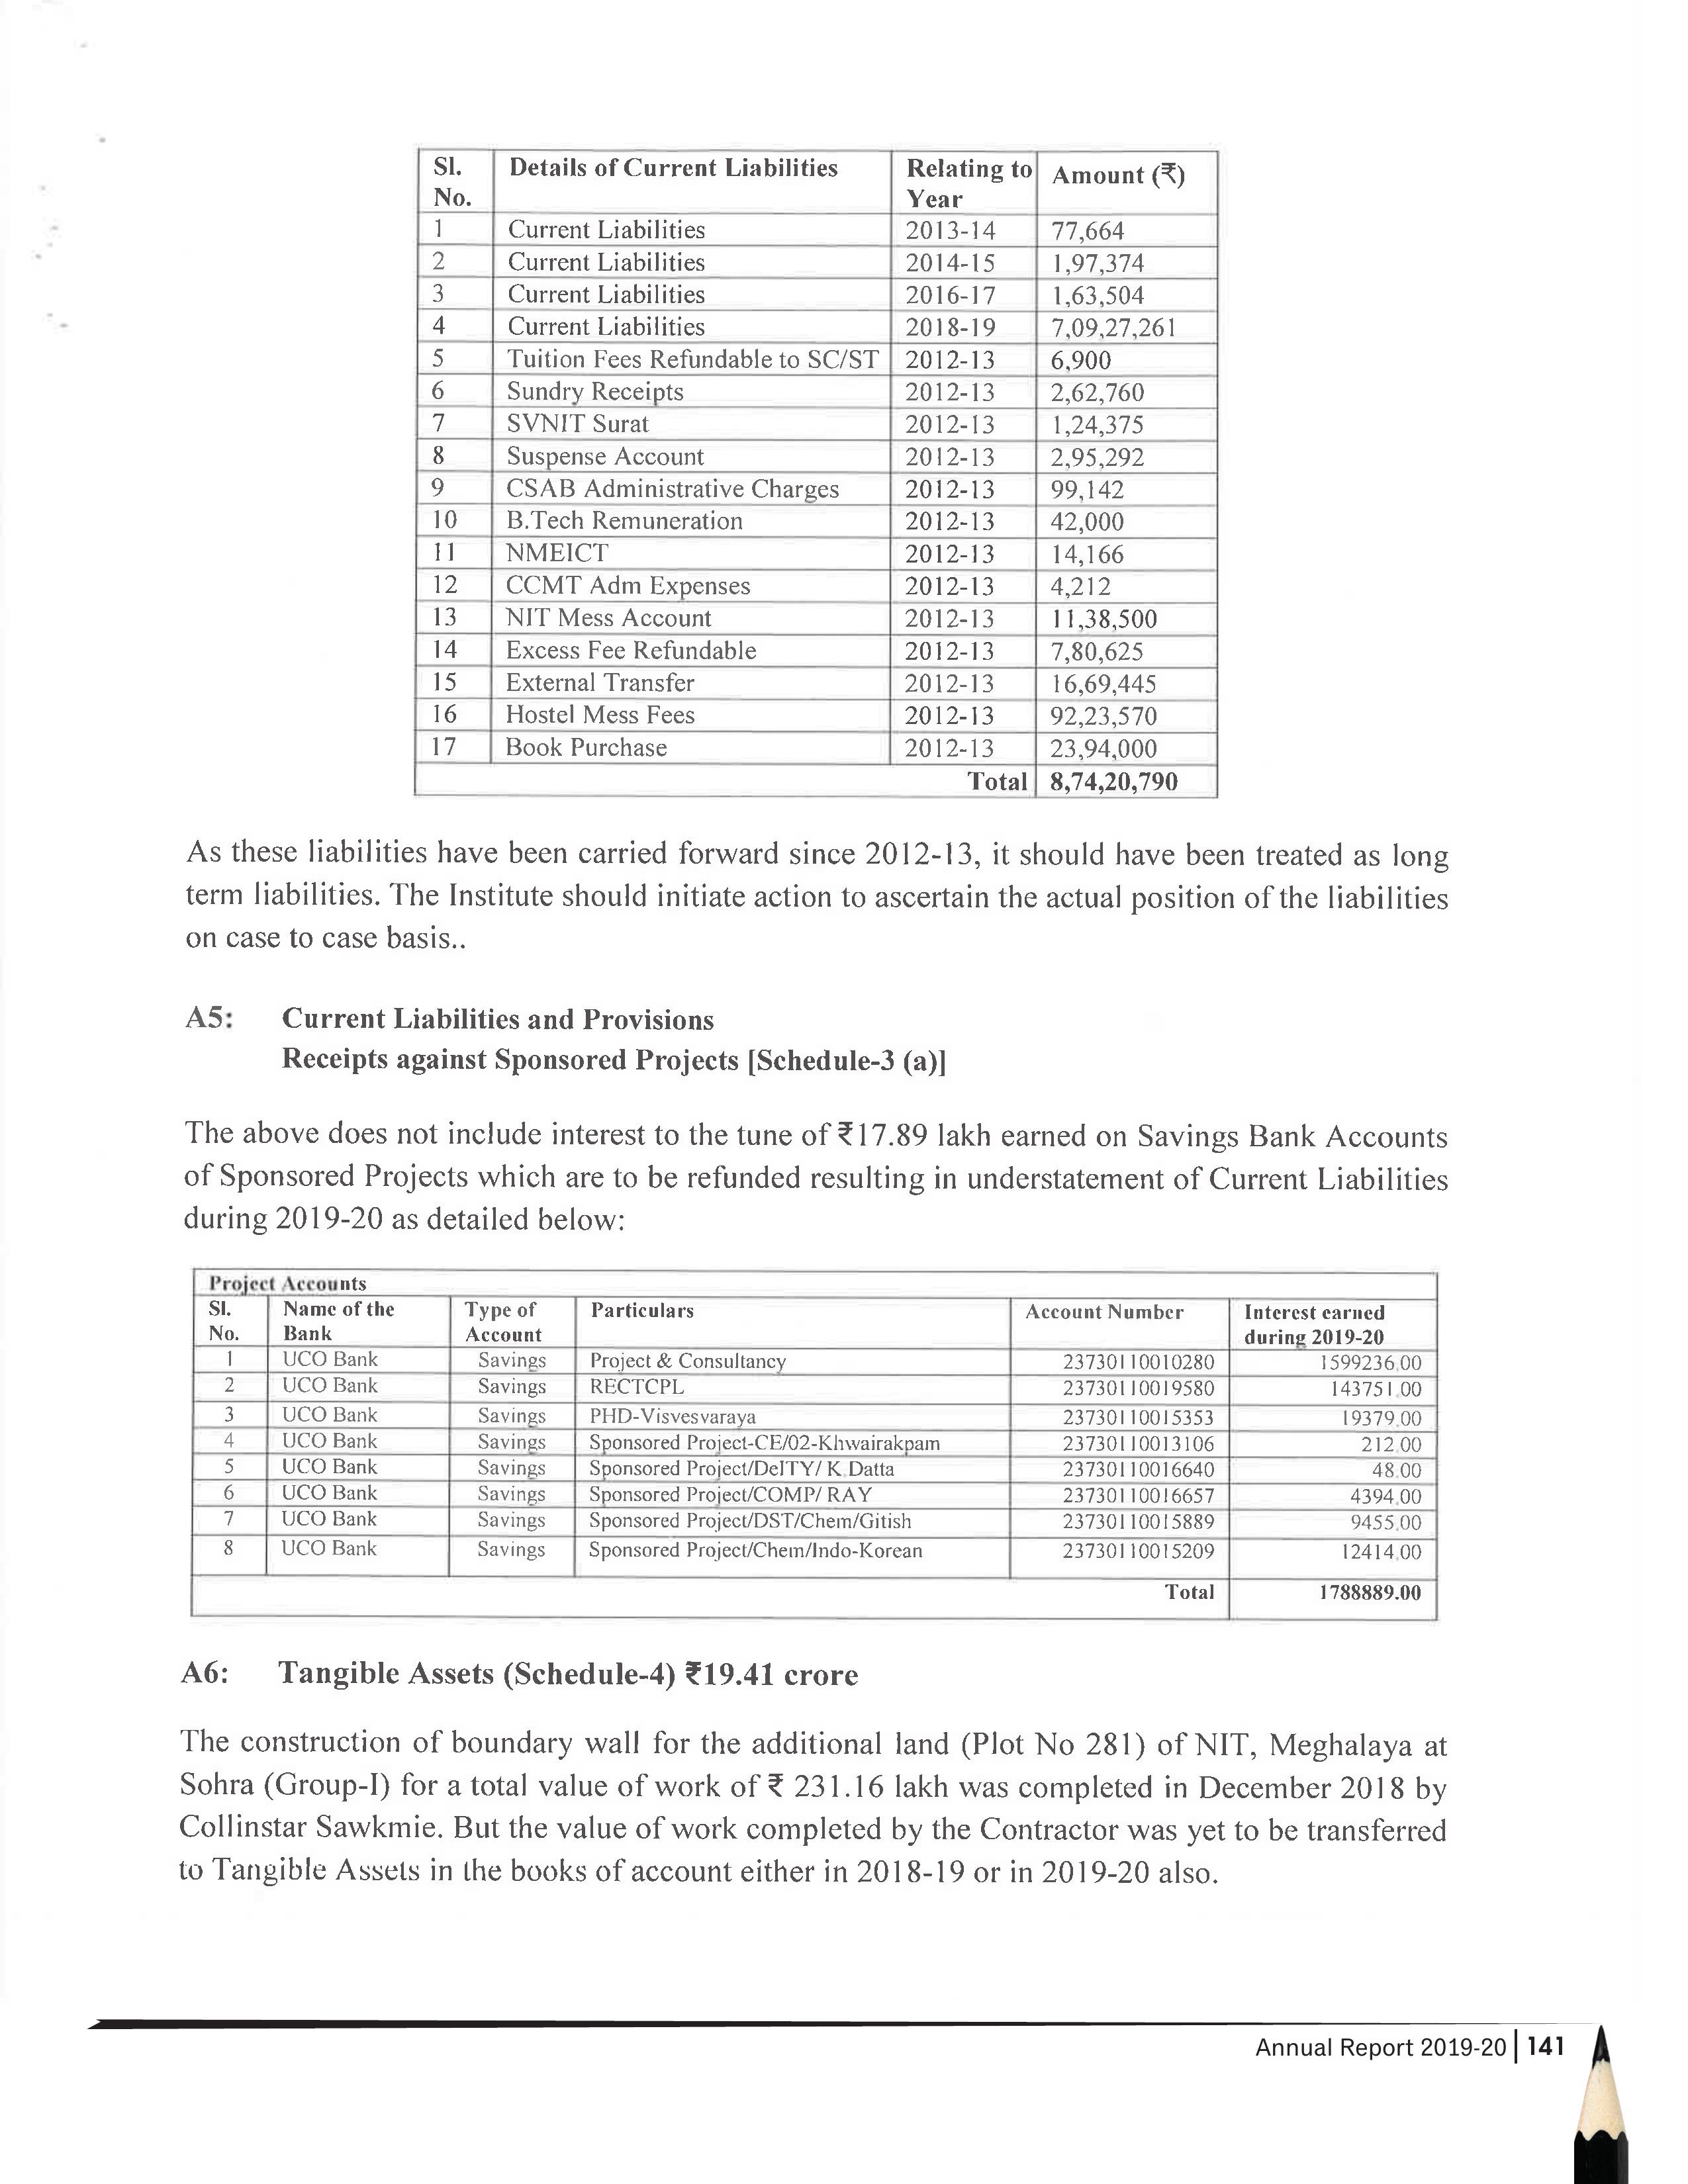 Sl. No. Details of Current Liabilities Relating to Year Amount (₹)
1 Current Liabilities 2013-14 77,664
2 Current Liabilities 2014-15 1,97,374
3 Current Liabilities 2016-17 1,63,504
4 Current Liabilities 2018-19 7,09,27,261
5 Tuition Fees Refundable to SC/ST 2012-13 6,900
6 Sundry Receipts 2012-13 2,62,760
7 SVNIT Surat 2012-13 1,24,375
8 Suspense Account 2012-13 2,95,292
9 CSAB Administrative Charges 2012-13 99,142
10 B.Tech Remuneration 2012-13 42,000
11 NMEICT 2012-13 14,166
12 CCMT Adm Expenses 2012-13 4,212
13 NIT Mess Account 2012-13 11,38,500
14 Excess Fee Refundable 2012-13 7,80,625
15 External Transfer 2012-13 16,69,445
16 Hostel Mess Fees 2012-13 92,23,570
17 Book Purchase 2012-13 23,94,000
Total 8,74,20,790
As these liabilities have been carried forward since 2012-13, it should have been treated as long
term liabilities. The Institute should initiate action to ascertain the actual position of the liabilities
on case to case basis..
A5: Current Liabilities and Provisions
Receipts against Sponsored Projects [Schedule-3 (a)]
The above does not include interest to the tune of ₹17.89 lakh earned on Savings Bank Accounts
of Sponsored Projects which are to be refunded resulting in understatement of Current Liabilities
during 2019-20 as detailed below:
Project Accounts
Sl. No. Name of the Bank Type of Account Particulars Account Number Interest earned during 2019-20
1 UCO Bank Savings Project & Consultancy 23730110010280 1599236.00
2 UCO Bank Savings RECTCPL 23730110019580 143751.00
3 UCO Bank Savings PHD-Visvesvaraya 23730110015353 19379.00
4 UCO Bank Savings Sponsored Project-CE/02-Khwairakpam 23730110013106 212.00
5 UCO Bank Savings Sponsored Project/DeITY/ K.Datta 23730110016640 48.00
6 UCO Bank Savings Sponsored Project/COMP/ RAY 23730110016657 4394.00
7 UCO Bank Savings Sponsored Project/DST/Chem/Gitish 23730110015889 9455.00
8 UCO Bank Savings Sponsored Project/Chem/Indo-Korean 23730110015209 12414.00
Total 1788889.00
A6: Tangible Assets (Schedule-4) ₹19.41 crore
The construction of boundary wall for the additional land (Plot No 281) of NIT, Meghalaya at
Sohra (Group-I) for a total value of work of ₹ 231.16 lakh was completed in December 2018 by
Collinstar Sawkmie. But the value of work completed by the Contractor was yet to be transferred
to Tangible Assets in the books of account either in 2018-19 or in 2019-20 also.
Annual Report 2019-20 | 141